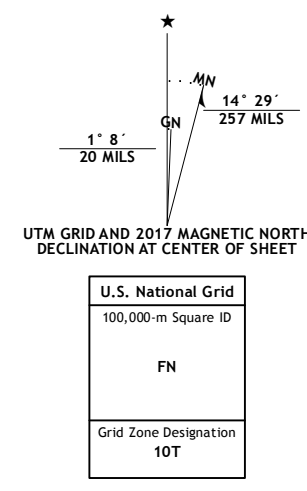 ★
MN
GN
14° 29´
257 MILS
1° 8´
20 MILS
UTM GRID AND 2017 MAGNETIC NORTH
DECLINATION AT CENTER OF SHEET
U.S. National Grid
100,000-m Square ID
FN
Grid Zone Designation
10T